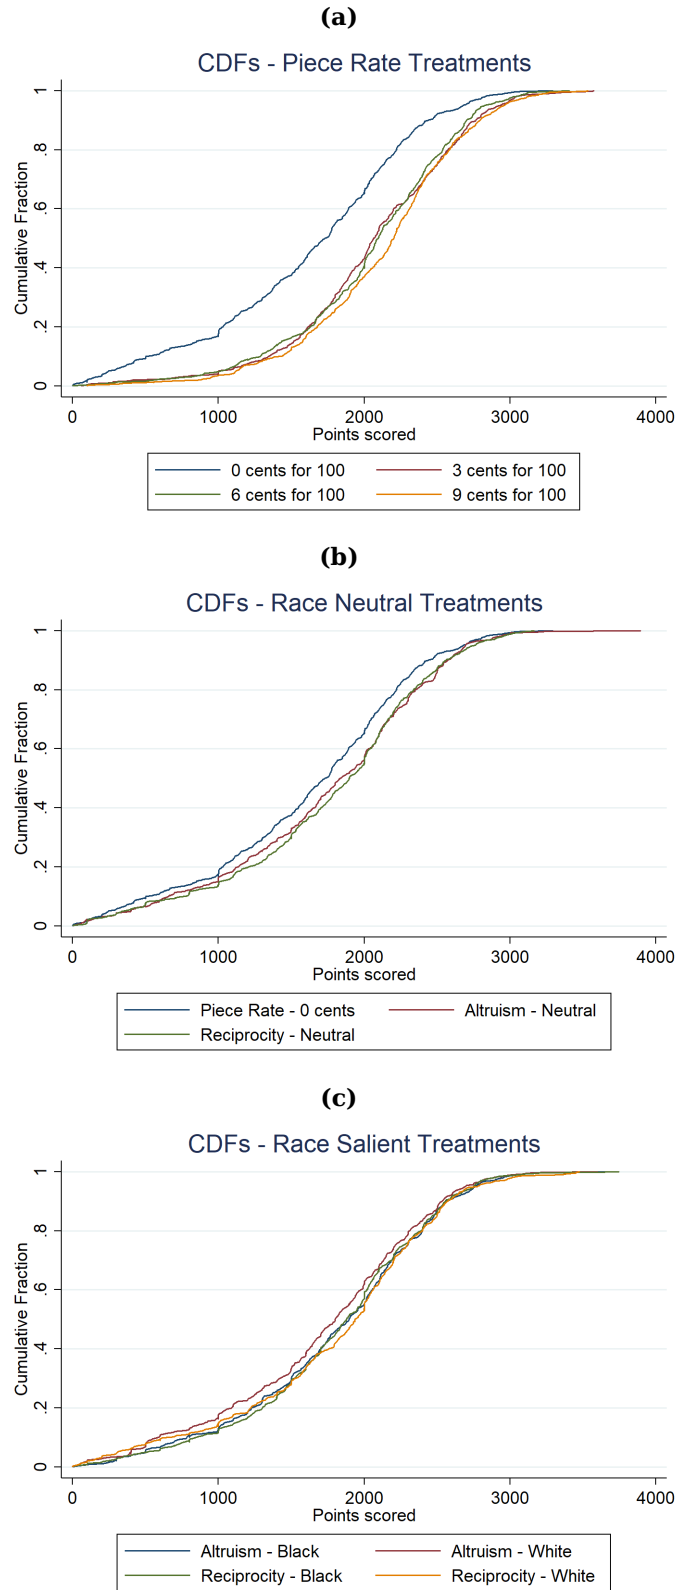 (a)
CDFs - Piece Rate Treatments
Cumulative Fraction
1
.8
.6
.4
.2
0
0 1000 2000 3000 4000
Points scored
0 cents for 100 3 cents for 100
6 cents for 100 9 cents for 100
(b)
CDFs - Race Neutral Treatments
Cumulative Fraction
1
.8
.6
.4
.2
0
0 1000 2000 3000 4000
Points scored
Piece Rate - 0 cents Altruism - Neutral
Reciprocity - Neutral
(c)
CDFs - Race Salient Treatments
Cumulative Fraction
1
.8
.6
.4
.2
0
0 1000 2000 3000 4000
Points scored
Altruism - Black Altruism - White
Reciprocity - Black Reciprocity - White